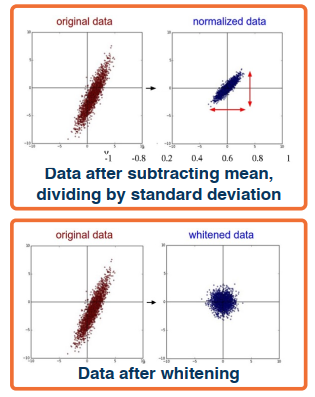 original data normalized data
-1 -0.8 0.2 0.4 0.6 0.8 1
Data after subtracting mean,
dividing by standard deviation
original data whitened data
Data after whitening